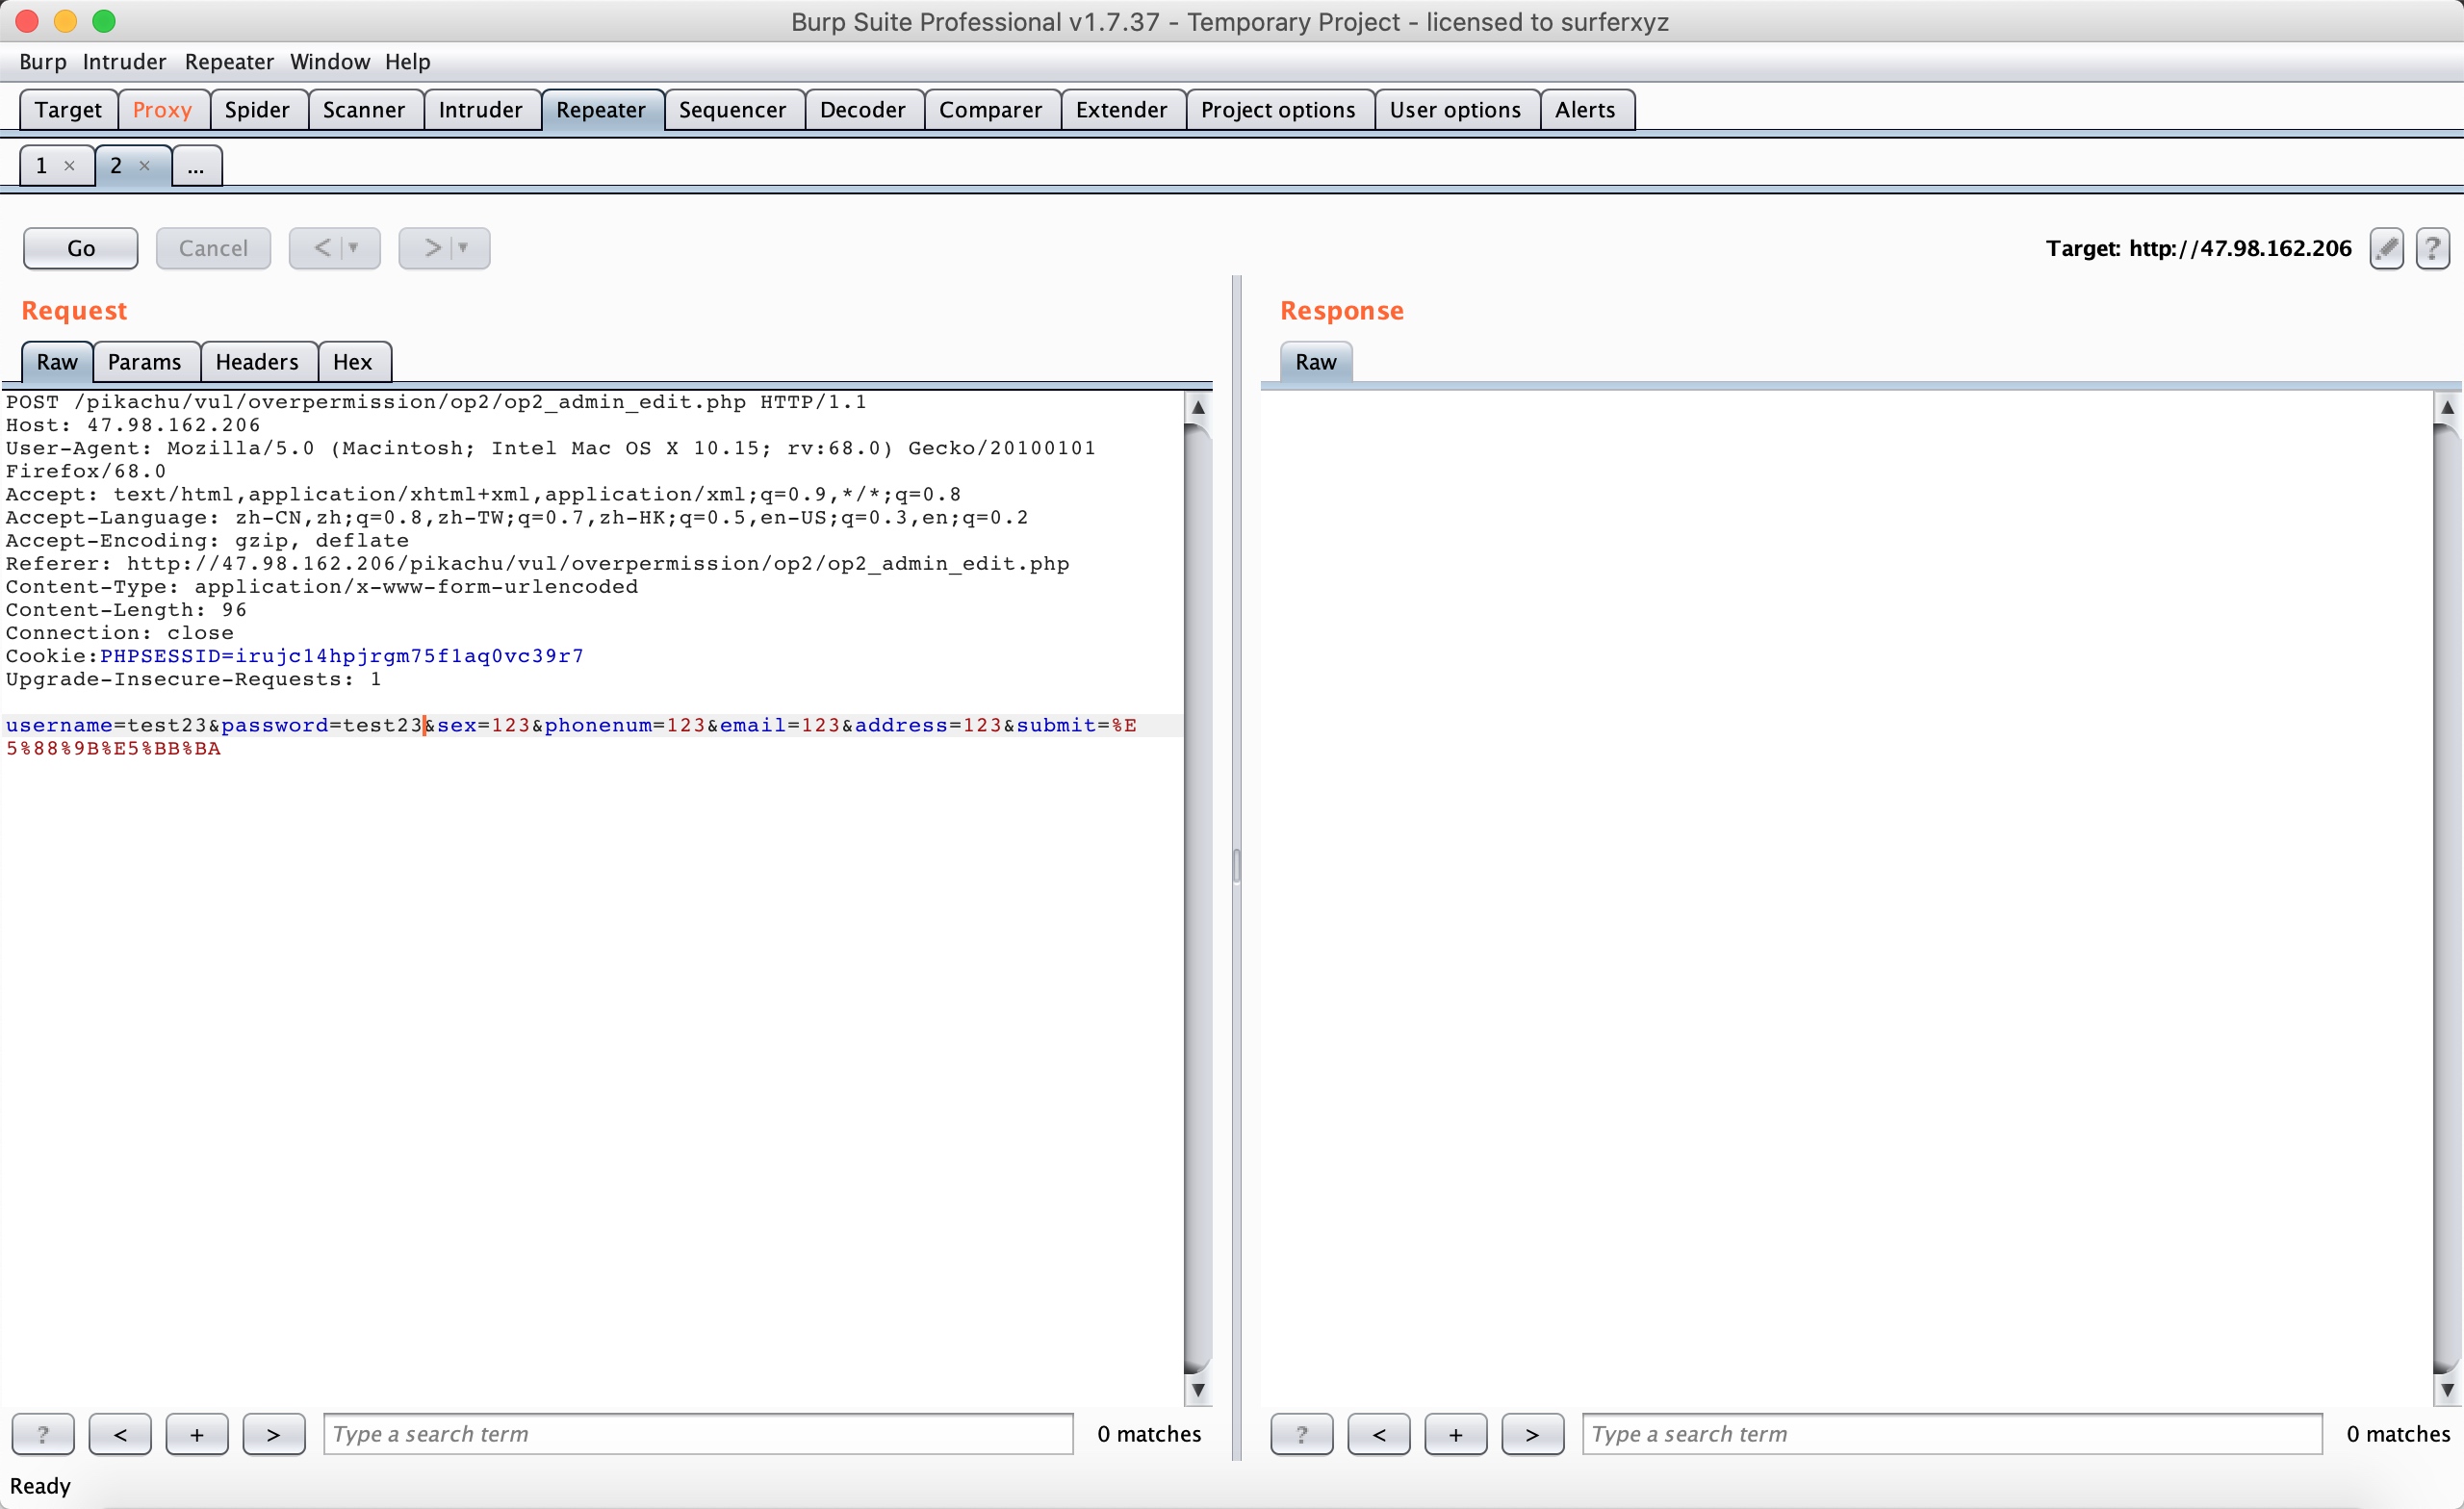 Burp Suite Professional v1.7.37 - Temporary Project - licensed to surferxyz
Burp Intruder Repeater Window Help
Target Proxy Spider Scanner Intruder Repeater Sequencer Decoder Comparer Extender Project options User options Alerts
1 × 2 × ...
Go Cancel < ▼ > ▼ Target: http://47.98.162.206 ?
Request
Raw Params Headers Hex
POST /pikachu/vul/overpermission/op2/op2_admin_edit.php HTTP/1.1
Host: 47.98.162.206
User-Agent: Mozilla/5.0 (Macintosh; Intel Mac OS X 10.15; rv:68.0) Gecko/20100101
Firefox/68.0
Accept: text/html,application/xhtml+xml,application/xml;q=0.9,*/*;q=0.8
Accept-Language: zh-CN,zh;q=0.8,zh-TW;q=0.7,zh-HK;q=0.5,en-US;q=0.3,en;q=0.2
Accept-Encoding: gzip, deflate
Referer: http://47.98.162.206/pikachu/vul/overpermission/op2/op2_admin_edit.php
Content-Type: application/x-www-form-urlencoded
Content-Length: 96
Connection: close
Cookie:PHPSESSID=irujc14hpjrgm75f1aq0vc39r7
Upgrade-Insecure-Requests: 1
username=test23&password=test23&sex=123&phonenum=123&email=123&address=123&submit=%E
5%88%9B%E5%BB%BA
? < + > Type a search term 0 matches
Response
Raw
? < + > Type a search term 0 matches
Ready